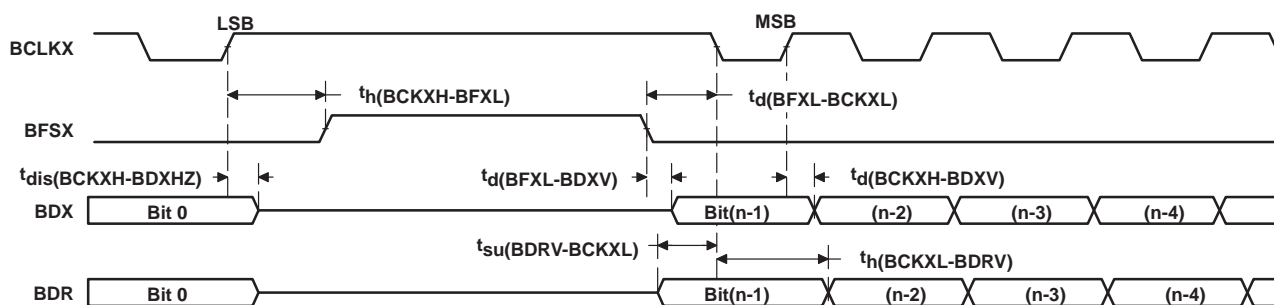 LSB MSB
BCLKX
th(BCKXH-BFXL) td(BFXL-BCKXL)
BFSX
tdis(BCKXH-BDXHZ) td(BFXL-BDXV) td(BCKXH-BDXV)
BDX Bit 0 Bit(n-1) (n-2) (n-3) (n-4)
tsu(BDRV-BCKXL) th(BCKXL-BDRV)
BDR Bit 0 Bit(n-1) (n-2) (n-3) (n-4)